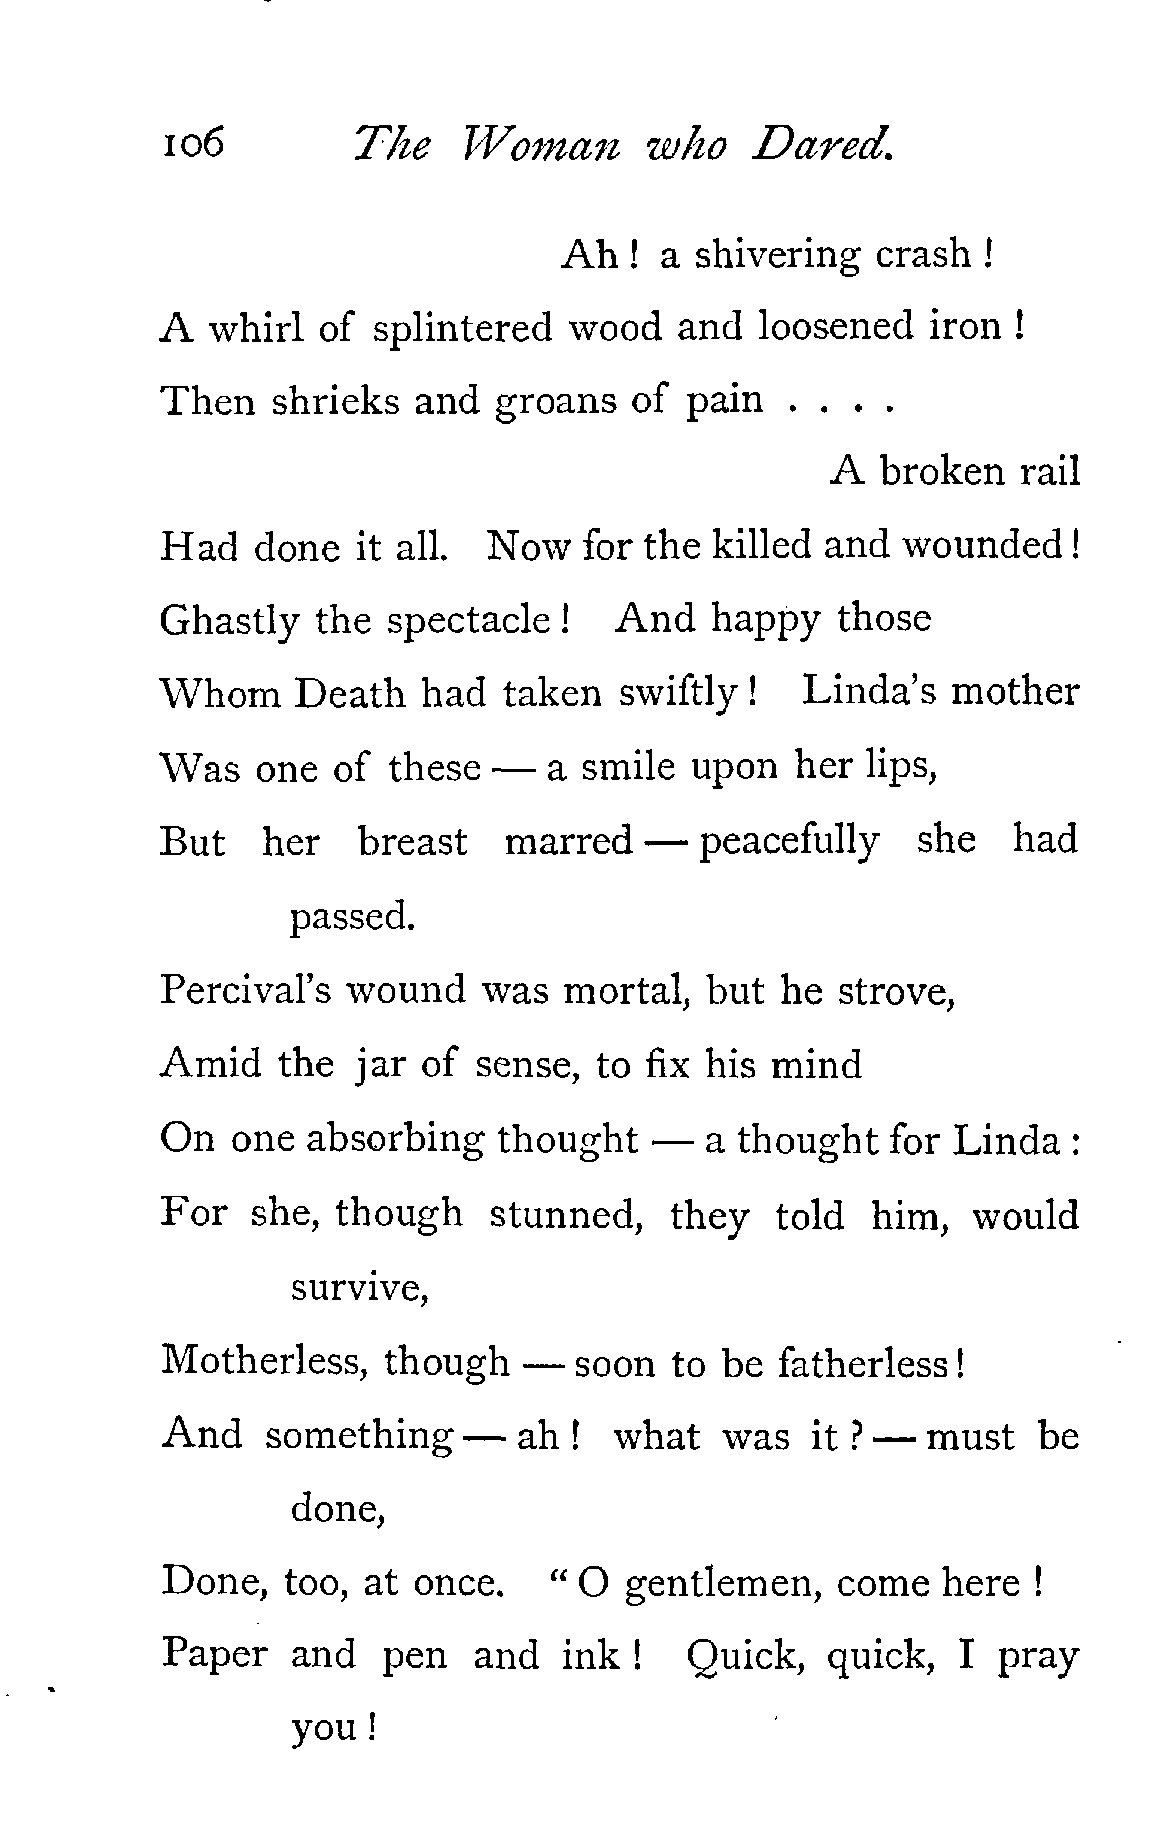 106 The Woman who Dared.
Ah! a shivering crash!
A whirl of splintered wood and loosened iron!
Then shrieks and groans of pain . . . .
A broken rail
Had done it all. Now for the killed and wounded!
Ghastly the spectacle! And happy those
Whom Death had taken swiftly! Linda's mother
Was one of these — a smile upon her lips,
But her breast marred — peacefully she had
passed.
Percival's wound was mortal, but he strove,
Amid the jar of sense, to fix his mind
On one absorbing thought — a thought for Linda:
For she, though stunned, they told him, would
survive,
Motherless, though — soon to be fatherless!
And something — ah! what was it? — must be
done,
Done, too, at once. "O gentlemen, come here!
Paper and pen and ink! Quick, quick, I pray
you!